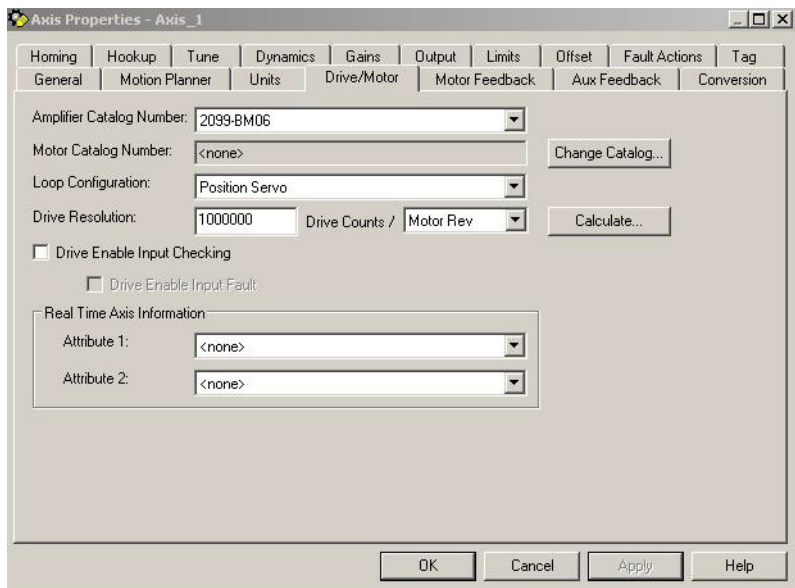 Axis Properties - Axis_1
Homing Hookup Tune Dynamics Gains Output Limits Offset Fault Actions Tag
General Motion Planner Units Drive/Motor Motor Feedback Aux Feedback Conversion
Amplifier Catalog Number: 2099-BM06
Motor Catalog Number: <none> Change Catalog...
Loop Configuration: Position Servo
Drive Resolution: 1000000 Drive Counts / Motor Rev Calculate...
Drive Enable Input Checking
Drive Enable Input Fault
Real Time Axis Information
Attribute 1: <none>
Attribute 2: <none>
OK Cancel Apply Help